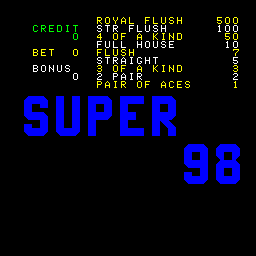 ROYAL FLUSH 500
CREDIT STR FLUSH 100
0 4 OF A KIND 50
FULL HOUSE 10
BET 0 FLUSH 7
STRAIGHT 5
BONUS 3 OF A KIND 3
0 2 PAIR 2
PAIR OF ACES 1
SUPER
98